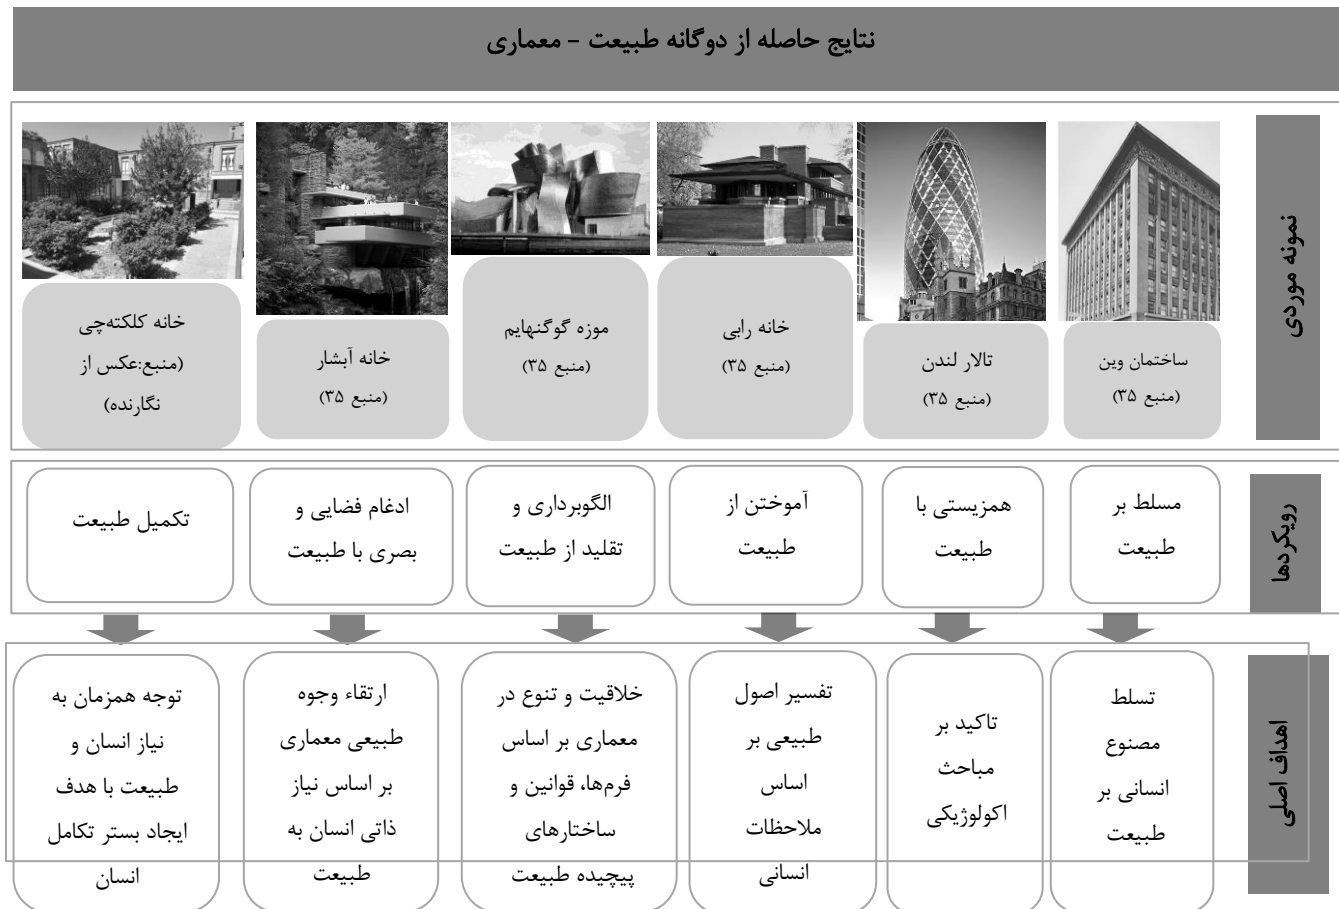 نتایج حاصله از دوگانه طبیعت – معماری
نمونه موردی
ساختمان وین
(منبع ۳۵)
تالار لندن
(منبع ۳۵)
خانه رابی
(منبع ۳۵)
موزه گوگنهایم
(منبع ۳۵)
خانه آبشار
(منبع ۳۵)
خانه کلکته‌چی
(منبع:عکس از
نگارنده)
رویکردها
مسلط بر
طبیعت
همزیستی با
طبیعت
آموختن از
طبیعت
الگوبرداری و
تقلید از طبیعت
ادغام فضایی و
بصری با طبیعت
تکمیل طبیعت
اهداف اصلی
تسلط
مصنوع
انسانی بر
طبیعت
تاکید بر
مباحث
اکولوژیکی
تفسیر اصول
طبیعی بر
اساس
ملاحظات
انسانی
خلاقیت و تنوع در
معماری بر اساس
فرم‌ها، قوانین و
ساختارهای
پیچیده طبیعت
ارتقاء وجوه
طبیعی معماری
بر اساس نیاز
ذاتی انسان به
طبیعت
توجه همزمان به
نیاز انسان و
طبیعت با هدف
ایجاد بستر تکامل
انسان